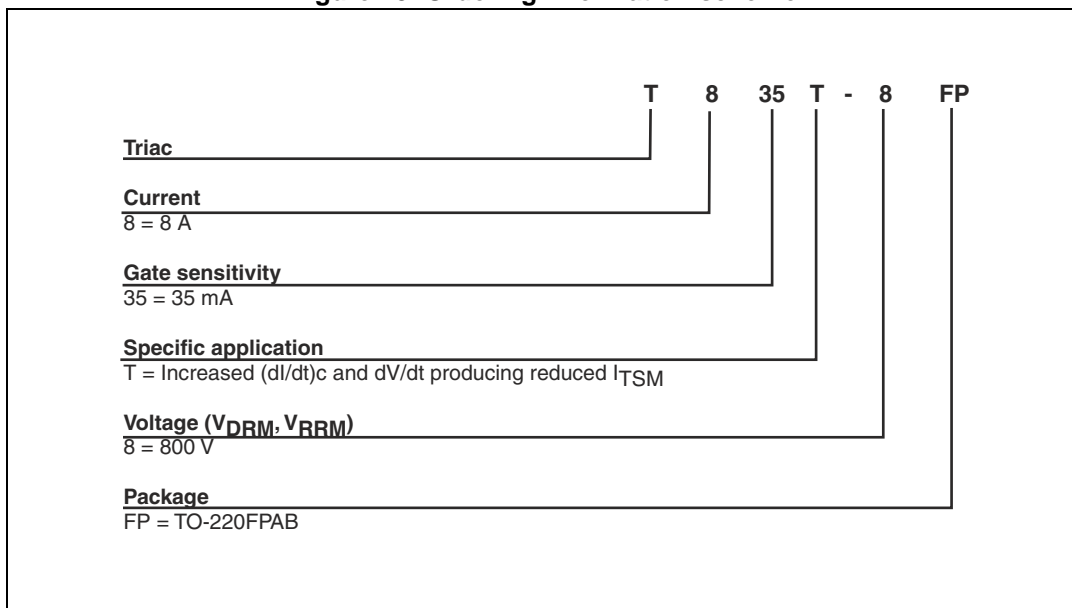 T 8 35 T - 8 FP
Triac
Current
8 = 8 A
Gate sensitivity
35 = 35 mA
Specific application
T = Increased (dI/dt)c and dV/dt producing reduced ITSM
Voltage (VDRM, VRRM)
8 = 800 V
Package
FP = TO-220FPAB